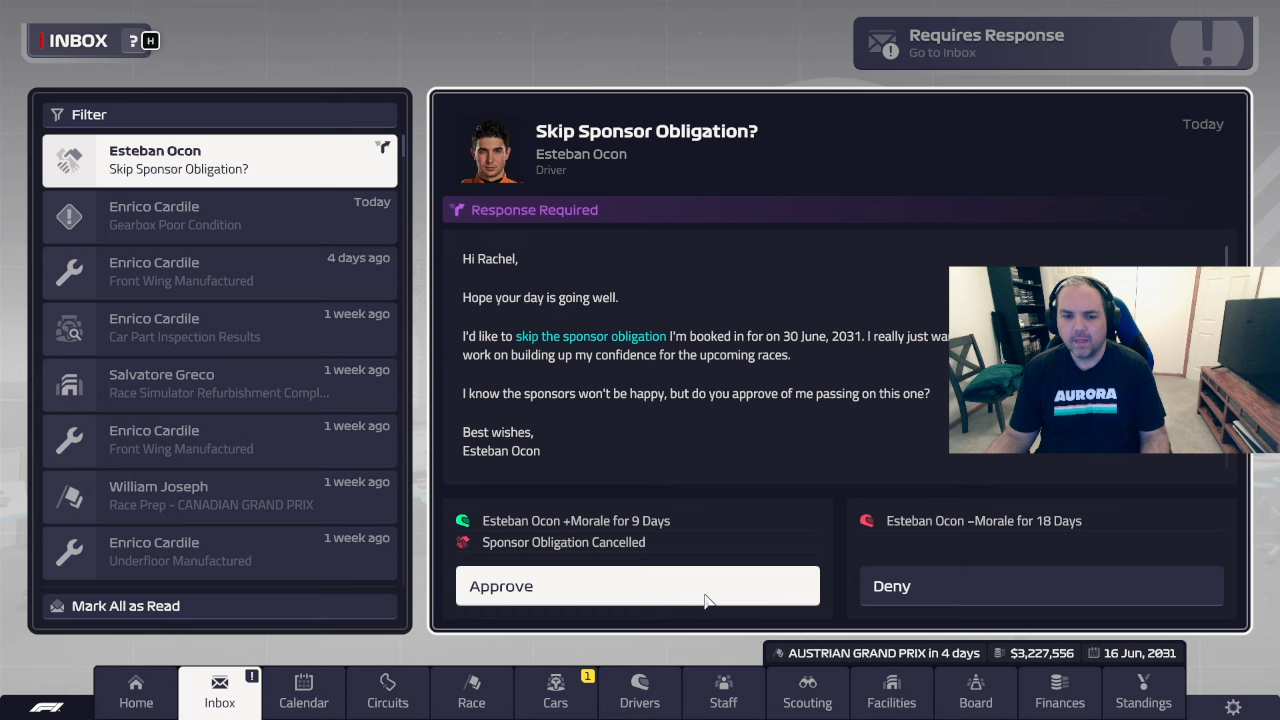 INBOX ? H
Requires Response
Go to Inbox
Filter
Esteban Ocon
Skip Sponsor Obligation?
Enrico Cardile Today
Gearbox Poor Condition
Enrico Cardile 4 days ago
Front Wing Manufactured
Enrico Cardile 1 week ago
Car Part Inspection Results
Salvatore Greco 1 week ago
Race Simulator Refurbishment Compl...
Enrico Cardile 1 week ago
Front Wing Manufactured
William Joseph 1 week ago
Race Prep - CANADIAN GRAND PRIX
Enrico Cardile 1 week ago
Underfloor Manufactured
Mark All as Read
Skip Sponsor Obligation? Today
Esteban Ocon
Driver
Response Required
Hi Rachel,
Hope your day is going well.
I'd like to skip the sponsor obligation I'm booked in for on 30 June, 2031. I really just
work on building up my confidence for the upcoming races.
I know the sponsors won't be happy, but do you approve of me passing on this one?
Best wishes,
Esteban Ocon
AURORA
Esteban Ocon +Morale for 9 Days
Sponsor Obligation Cancelled
Approve
Esteban Ocon -Morale for 18 Days
Deny
AUSTRIAN GRAND PRIX in 4 days $3,227,556 16 Jun, 2031
F1
Home
Inbox !
Calendar
Circuits
Race
Cars 1
Drivers
Staff
Scouting
Facilities
Board
Finances
Standings